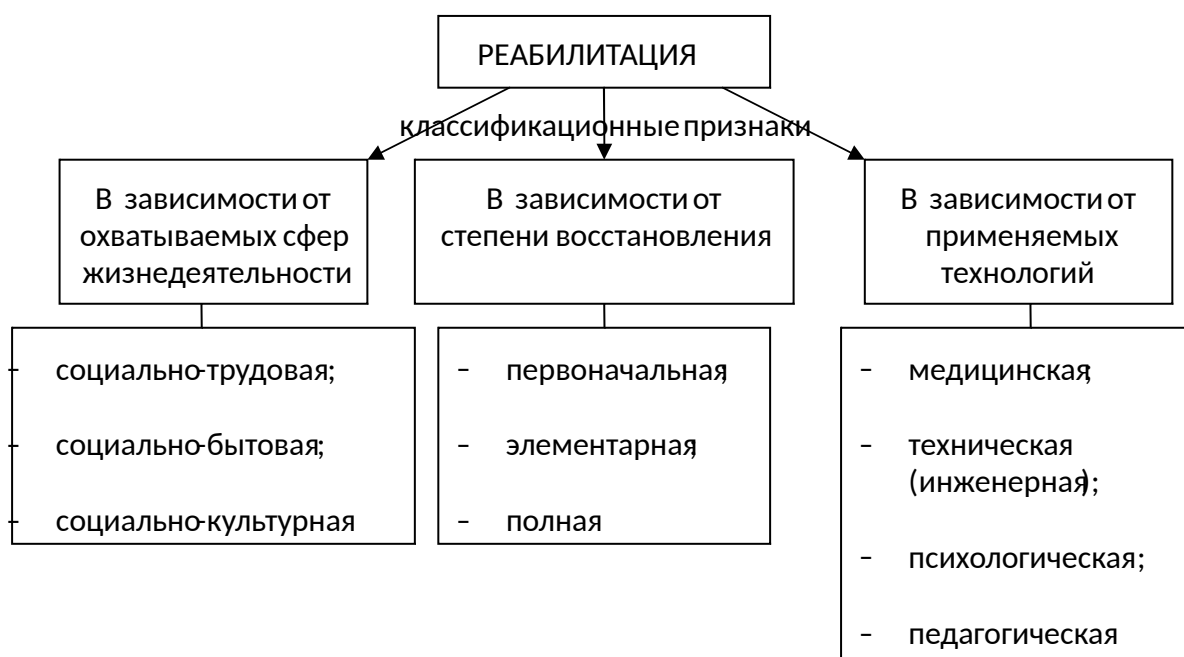 РЕАБИЛИТАЦИЯ
классификационные признаки
В зависимости от
охватываемых сфер
жизнедеятельности
В зависимости от
степени восстановления
В зависимости от
применяемых
технологий
- социально-трудовая;
- социально-бытовая;
- социально-культурная
- первоначальная;
- элементарная;
- полная
- медицинская;
- техническая
(инженерная);
- психологическая;
- педагогическая